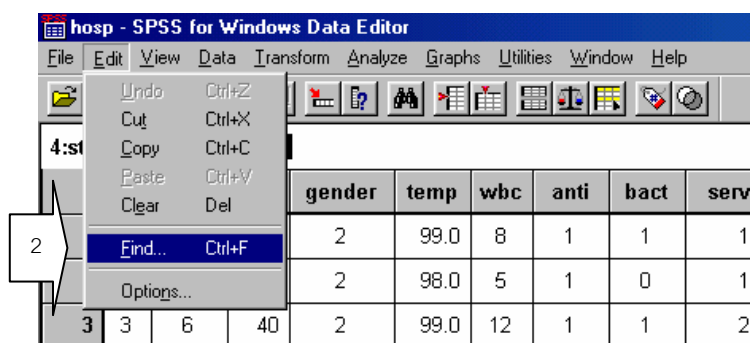 hosp - SPSS for Windows Data Editor
File Edit View Data Transform Analyze Graphs Utilities Window Help
Undo Ctrl+Z
Cut Ctrl+X
Copy Ctrl+C
Paste Ctrl+V
Clear Del
Find... Ctrl+F
Options...
4:st
gender temp wbc anti bact serv
2 99.0 8 1 1 1
2 98.0 5 1 0 1
3 3 6 40 2 99.0 12 1 1 2
2